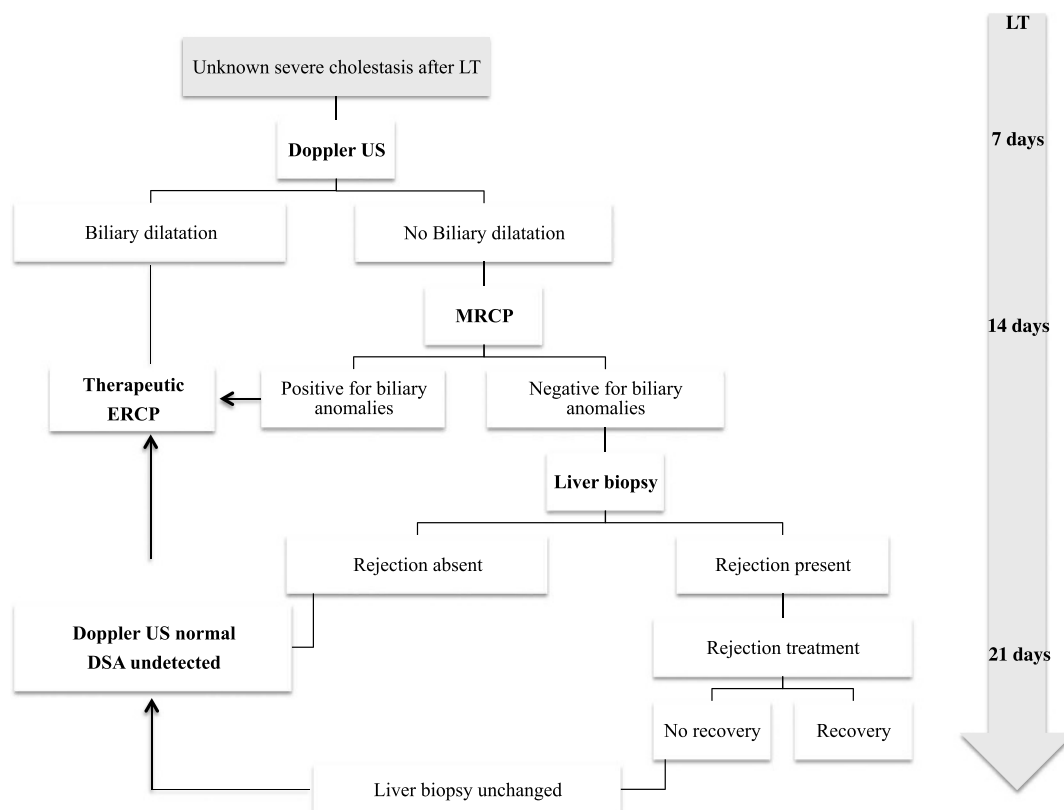 LT
Unknown severe cholestasis after LT
7 days
Doppler US
Biliary dilatation
No Biliary dilatation
MRCP
14 days
Therapeutic
ERCP
Positive for biliary
anomalies
Negative for biliary
anomalies
Liver biopsy
Rejection absent
Rejection present
Doppler US normal
DSA undetected
Rejection treatment
21 days
No recovery
Recovery
Liver biopsy unchanged